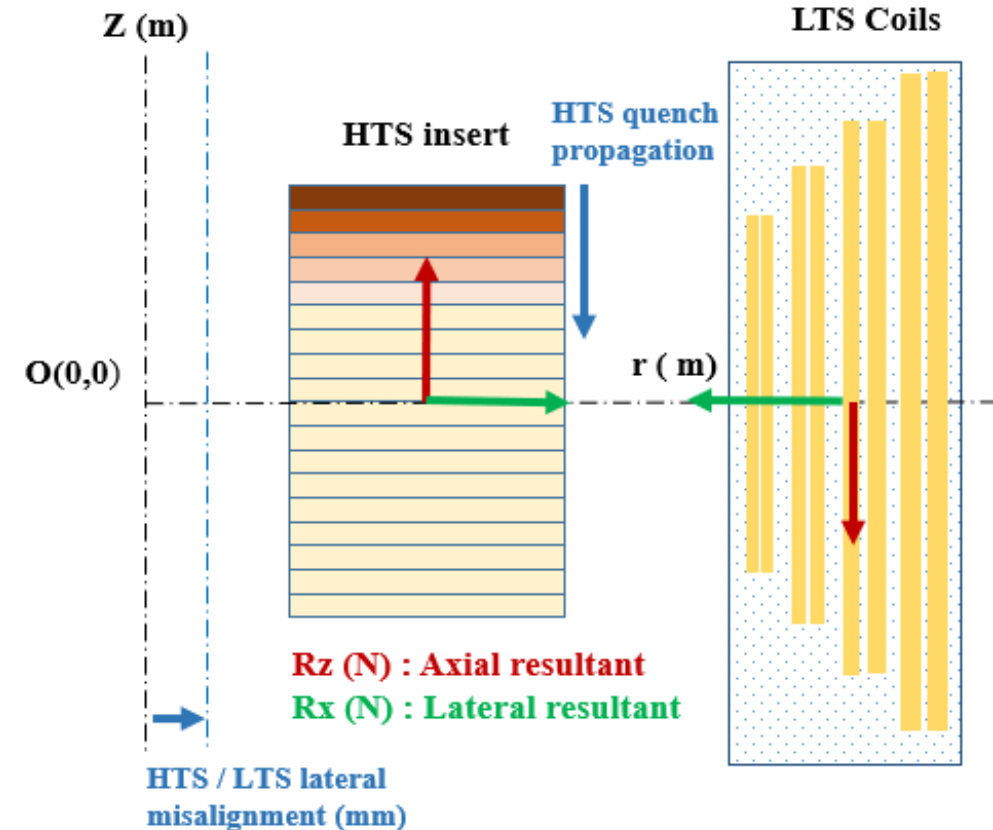 Z (m)
LTS Coils
HTS insert
HTS quench
propagation
O(0,0)
r ( m)
Rz (N) : Axial resultant
Rx (N) : Lateral resultant
HTS / LTS lateral
misalignment (mm)